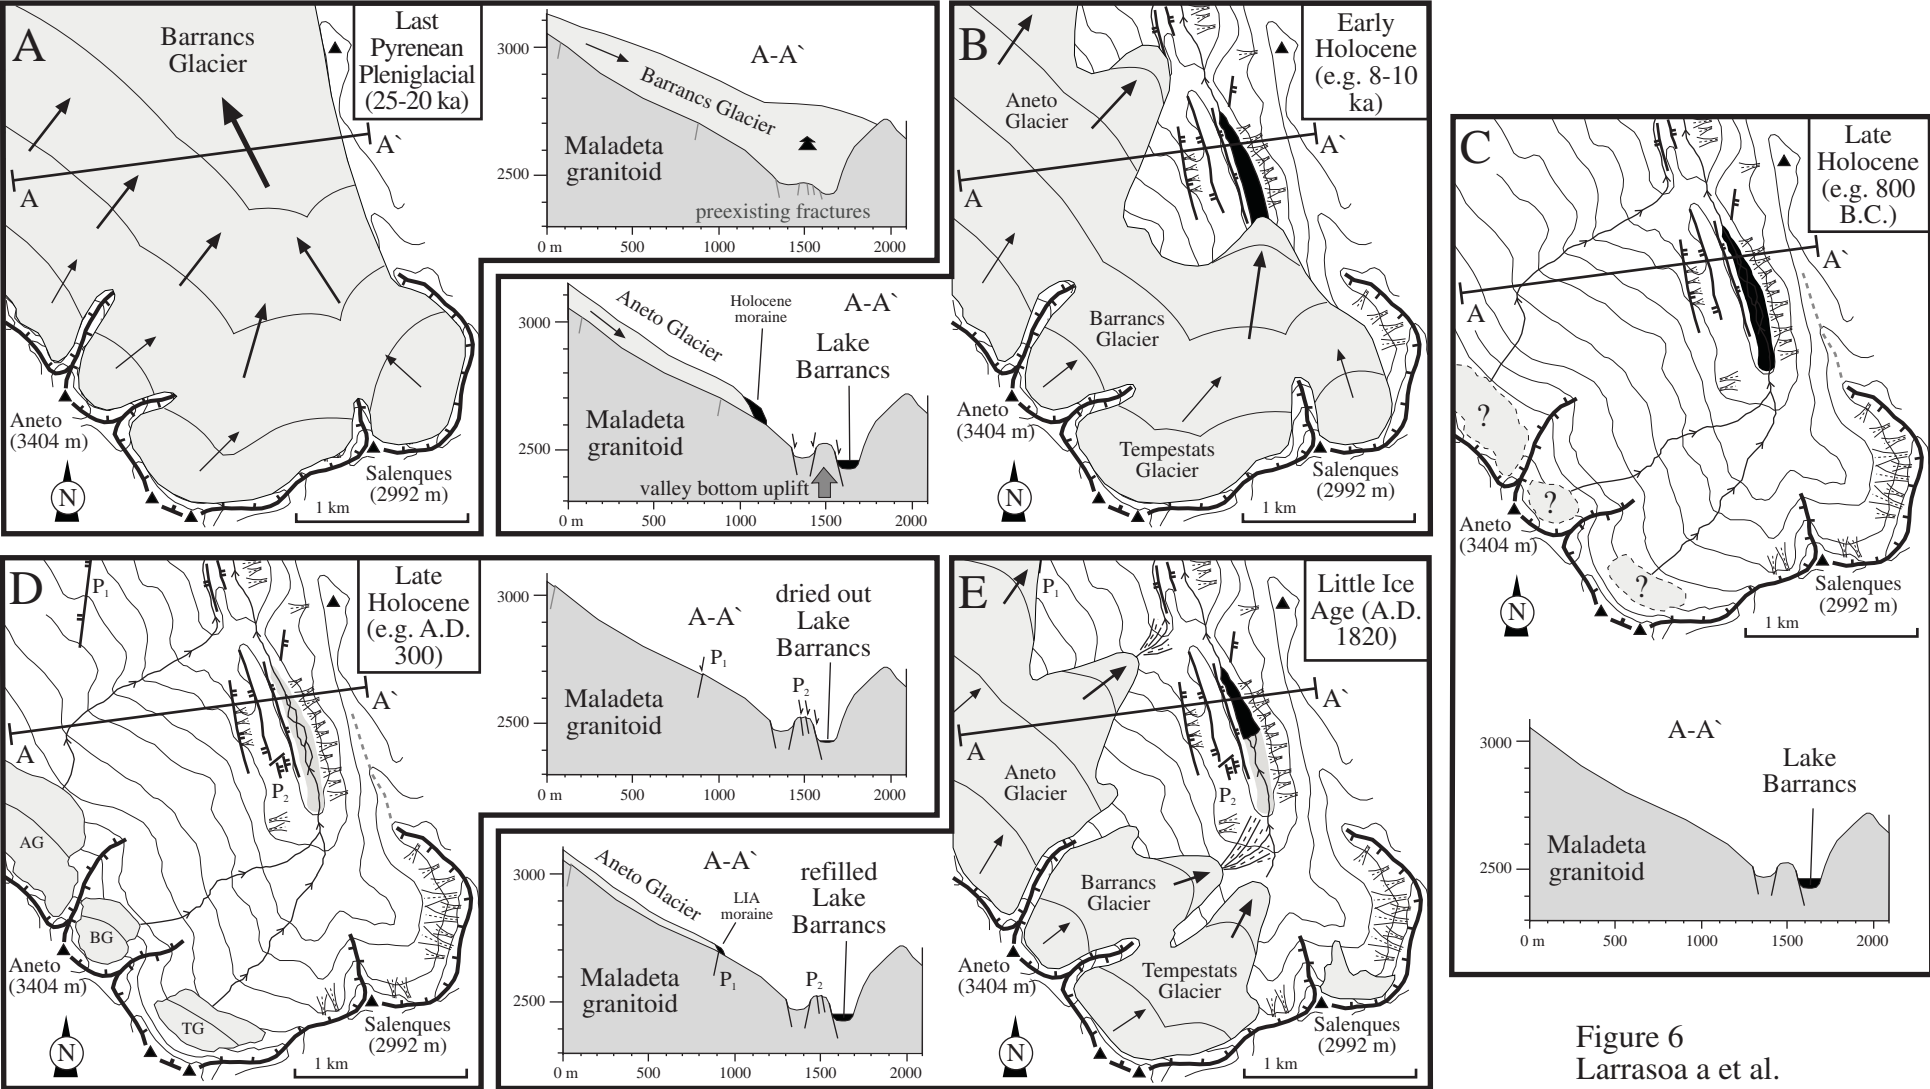 A
Barrancs
Glacier
Last
Pyrenean
Pleniglacial
(25-20 ka)
A
A`
Aneto
(3404 m)
Salenques
(2992 m)
N
1 km
3000
2500
A-A`
Barrancs Glacier
Maladeta
granitoid
preexisting fractures
0 m
500
1000
1500
2000
B
Early
Holocene
(e.g. 8-10
ka)
Aneto
Glacier
A
A`
Barrancs
Glacier
Tempestats
Glacier
Aneto
(3404 m)
Salenques
(2992 m)
N
1 km
3000
2500
Aneto Glacier
Holocene
moraine
A-A`
Lake
Barrancs
Maladeta
granitoid
valley bottom uplift
0 m
500
1000
1500
2000
C
Late
Holocene
(e.g. 800
B.C.)
A
A`
?
?
?
Aneto
(3404 m)
Salenques
(2992 m)
N
1 km
A-A`
3000
2500
Lake
Barrancs
Maladeta
granitoid
0 m
500
1000
1500
2000
D
P1
Late
Holocene
(e.g. A.D.
300)
A
A`
P2
AG
BG
TG
Aneto
(3404 m)
Salenques
(2992 m)
N
1 km
3000
2500
A-A`
dried out
Lake
Barrancs
P1
P2
Maladeta
granitoid
0 m
500
1000
1500
2000
E
P1
Little Ice
Age (A.D.
1820)
A
A`
Aneto
Glacier
P2
Barrancs
Glacier
Tempestats
Glacier
Aneto
(3404 m)
Salenques
(2992 m)
N
1 km
3000
2500
Aneto Glacier
A-A`
LIA
moraine
refilled
Lake
Barrancs
P1
P2
Maladeta
granitoid
0 m
500
1000
1500
2000
Figure 6
Larrasoa a et al.